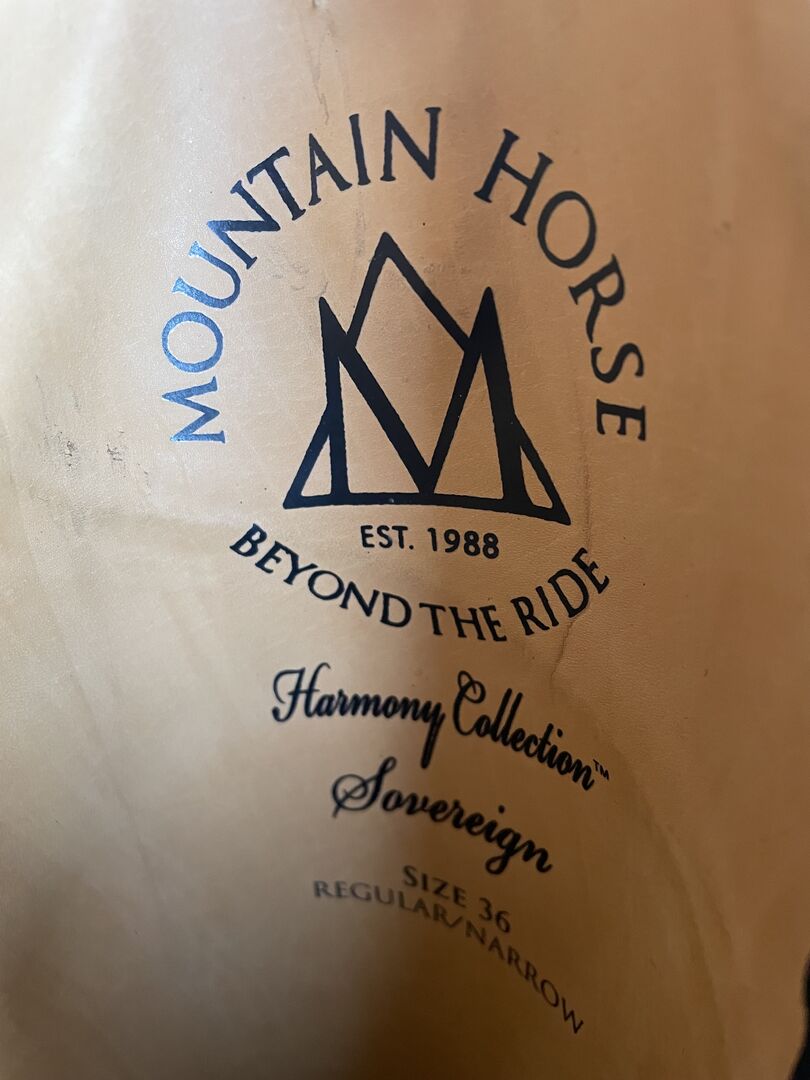 MOUNTAIN HORSE
EST. 1988
BEYOND THE RIDE
Harmony Collection™
Sovereign
SIZE 36
REGULAR/NARROW